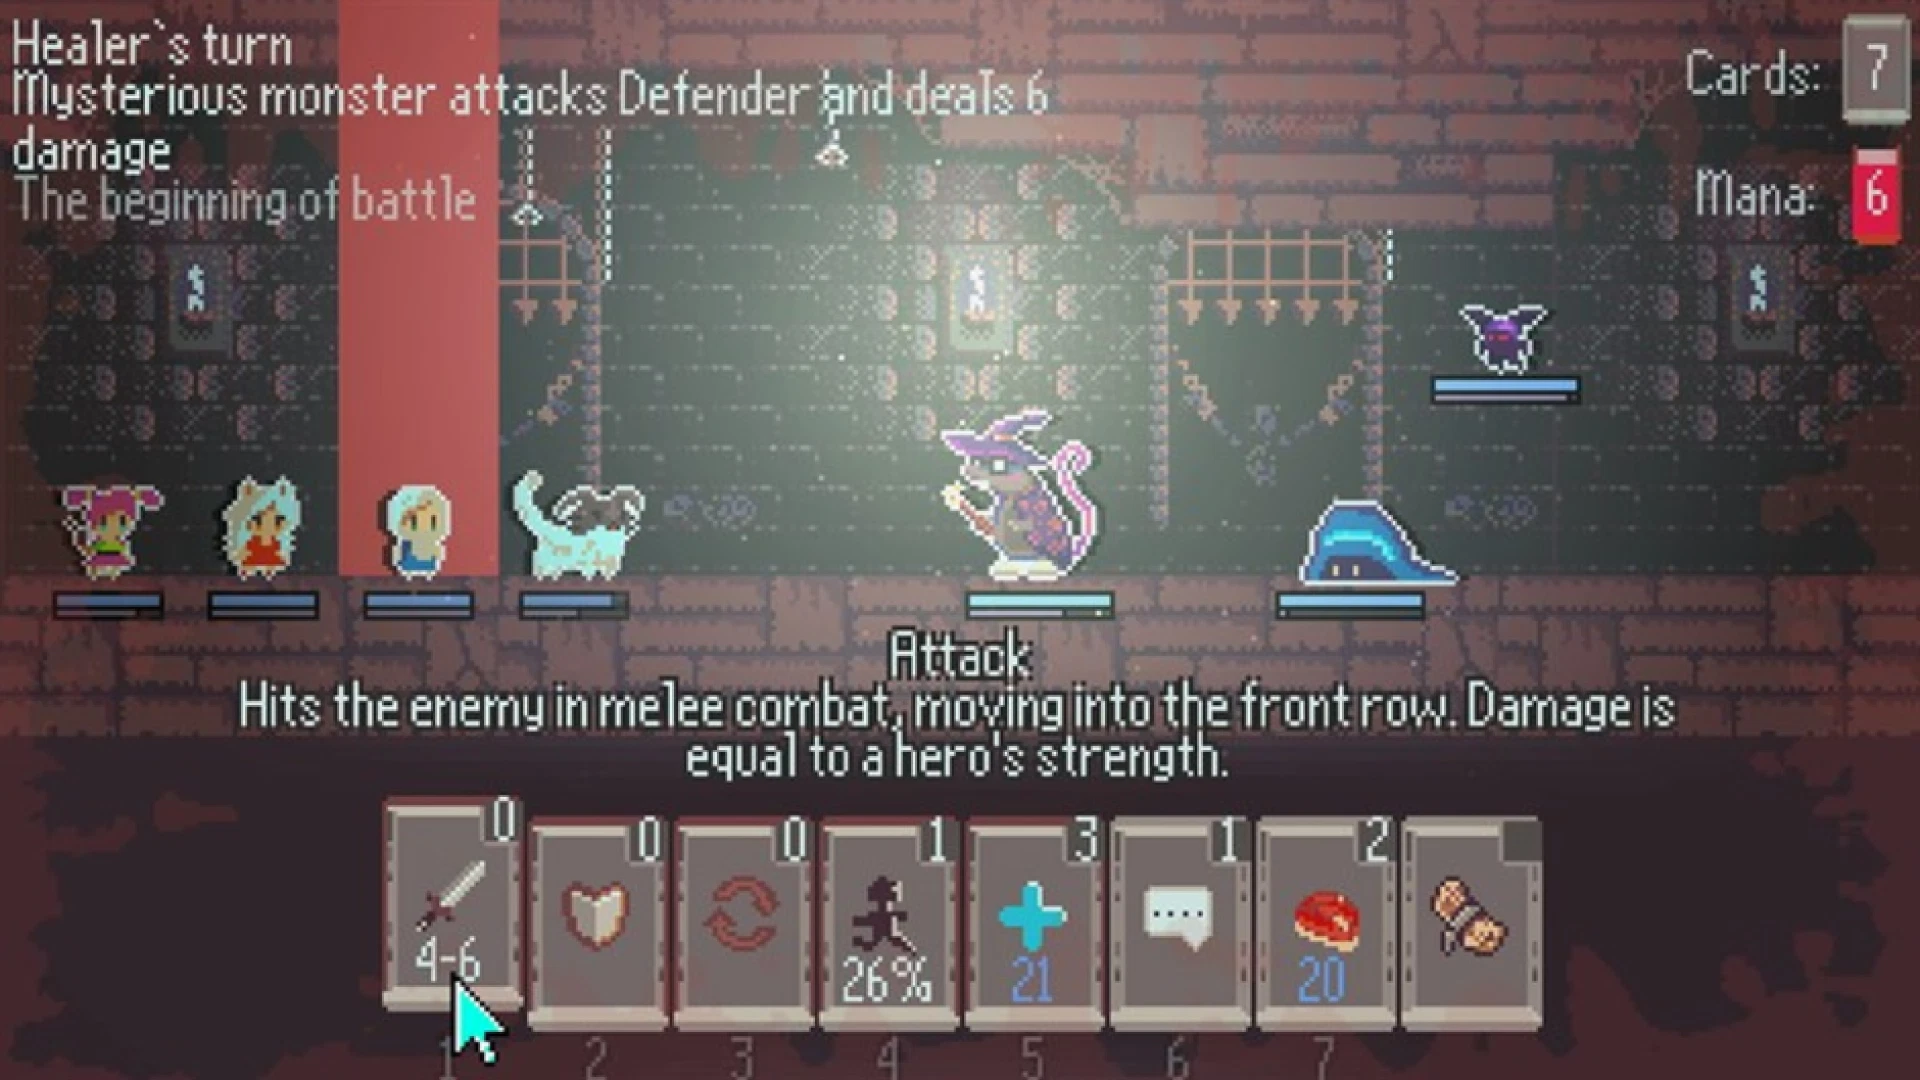 Healer`s turn
Mysterious monster attacks Defender and deals 6
damage
The beginning of battle
Cards: 7
Mana: 6
Attack
Hits the enemy in melee combat, moving into the front row. Damage is
equal to a hero's strength.
0 0 0 1 3 1 2
4-6 26% 21 20
1 2 3 4 5 6 7